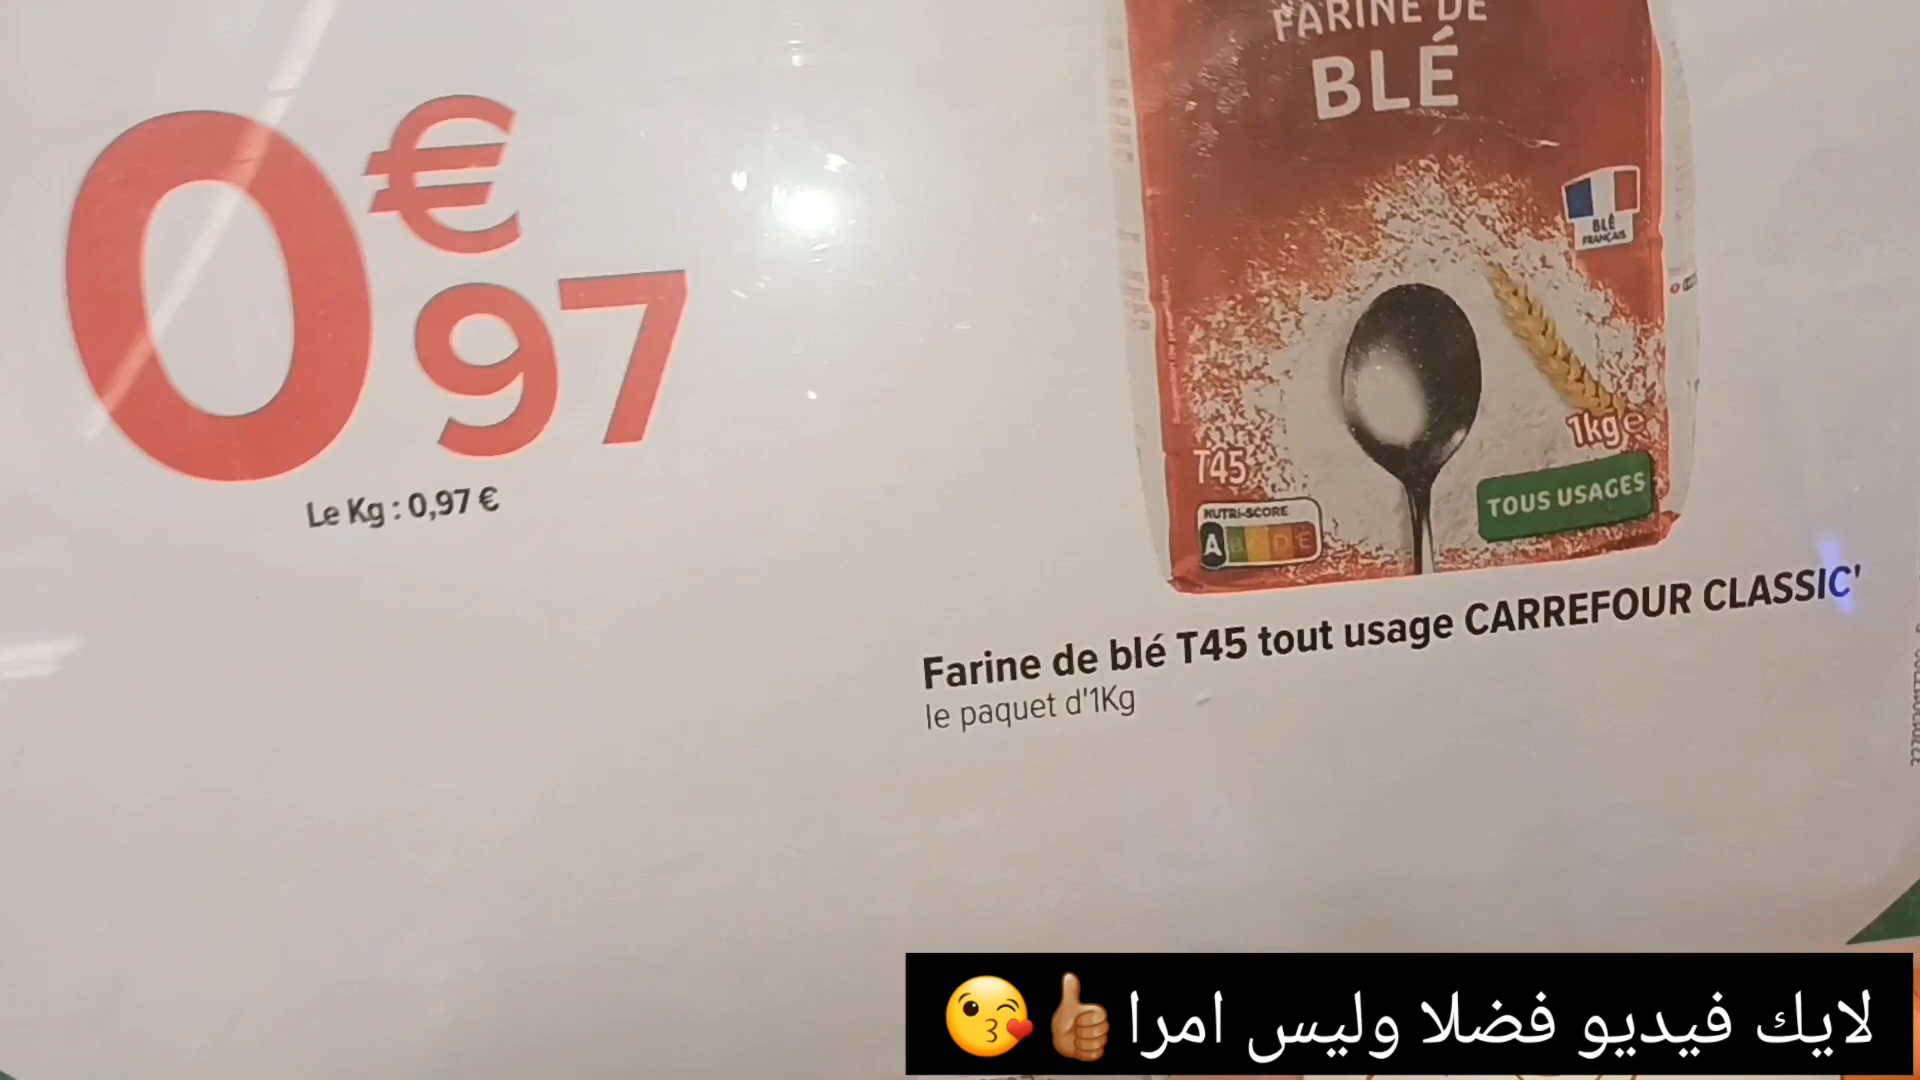 0€97
Le Kg : 0,97 €
FARINE DE
BLÉ
BLÉ
FRANÇAIS
1kg e
T45
TOUS USAGES
NUTRI-SCORE
A B D E
Farine de blé T45 tout usage CARREFOUR CLASSIC'
le paquet d'1Kg
لايك فيديو فضلا وليس امرا 👍🏽😘